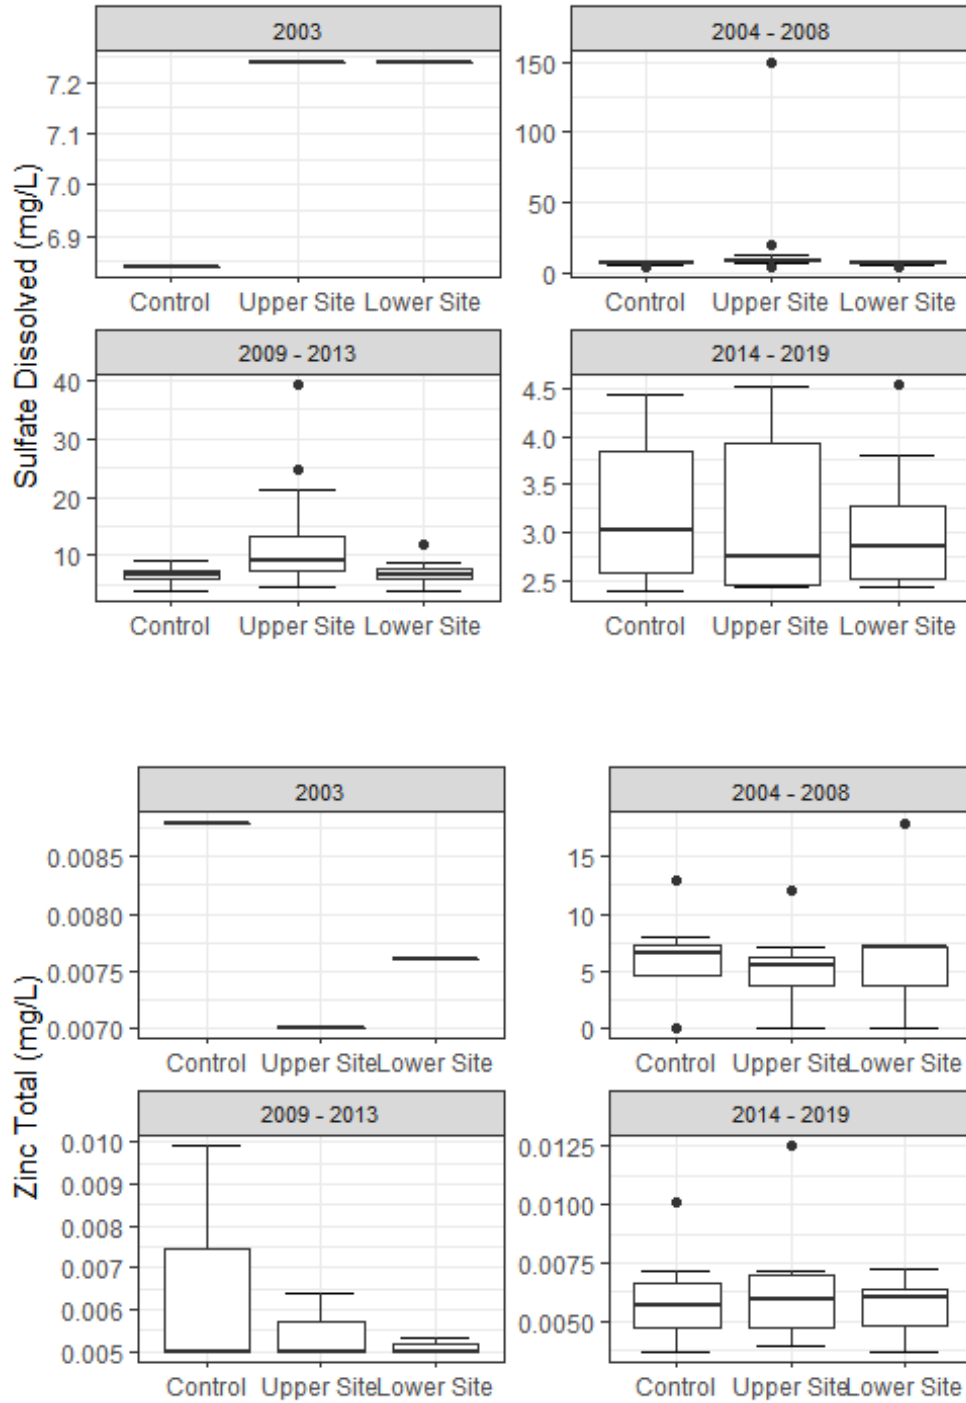 2003
2004 - 2008
7.2
7.1
7.0
6.9
150
100
50
0
Control Upper Site Lower Site
Control Upper Site Lower Site
Sulfate Dissolved (mg/L)
2009 - 2013
2014 - 2019
40
30
20
10
4.5
4.0
3.5
3.0
2.5
Control Upper Site Lower Site
Control Upper Site Lower Site
2003
2004 - 2008
0.0085
0.0080
0.0075
0.0070
15
10
5
0
Control Upper Site Lower Site
Control Upper Site Lower Site
Zinc Total (mg/L)
2009 - 2013
2014 - 2019
0.010
0.009
0.008
0.007
0.006
0.005
0.0125
0.0100
0.0075
0.0050
Control Upper Site Lower Site
Control Upper Site Lower Site